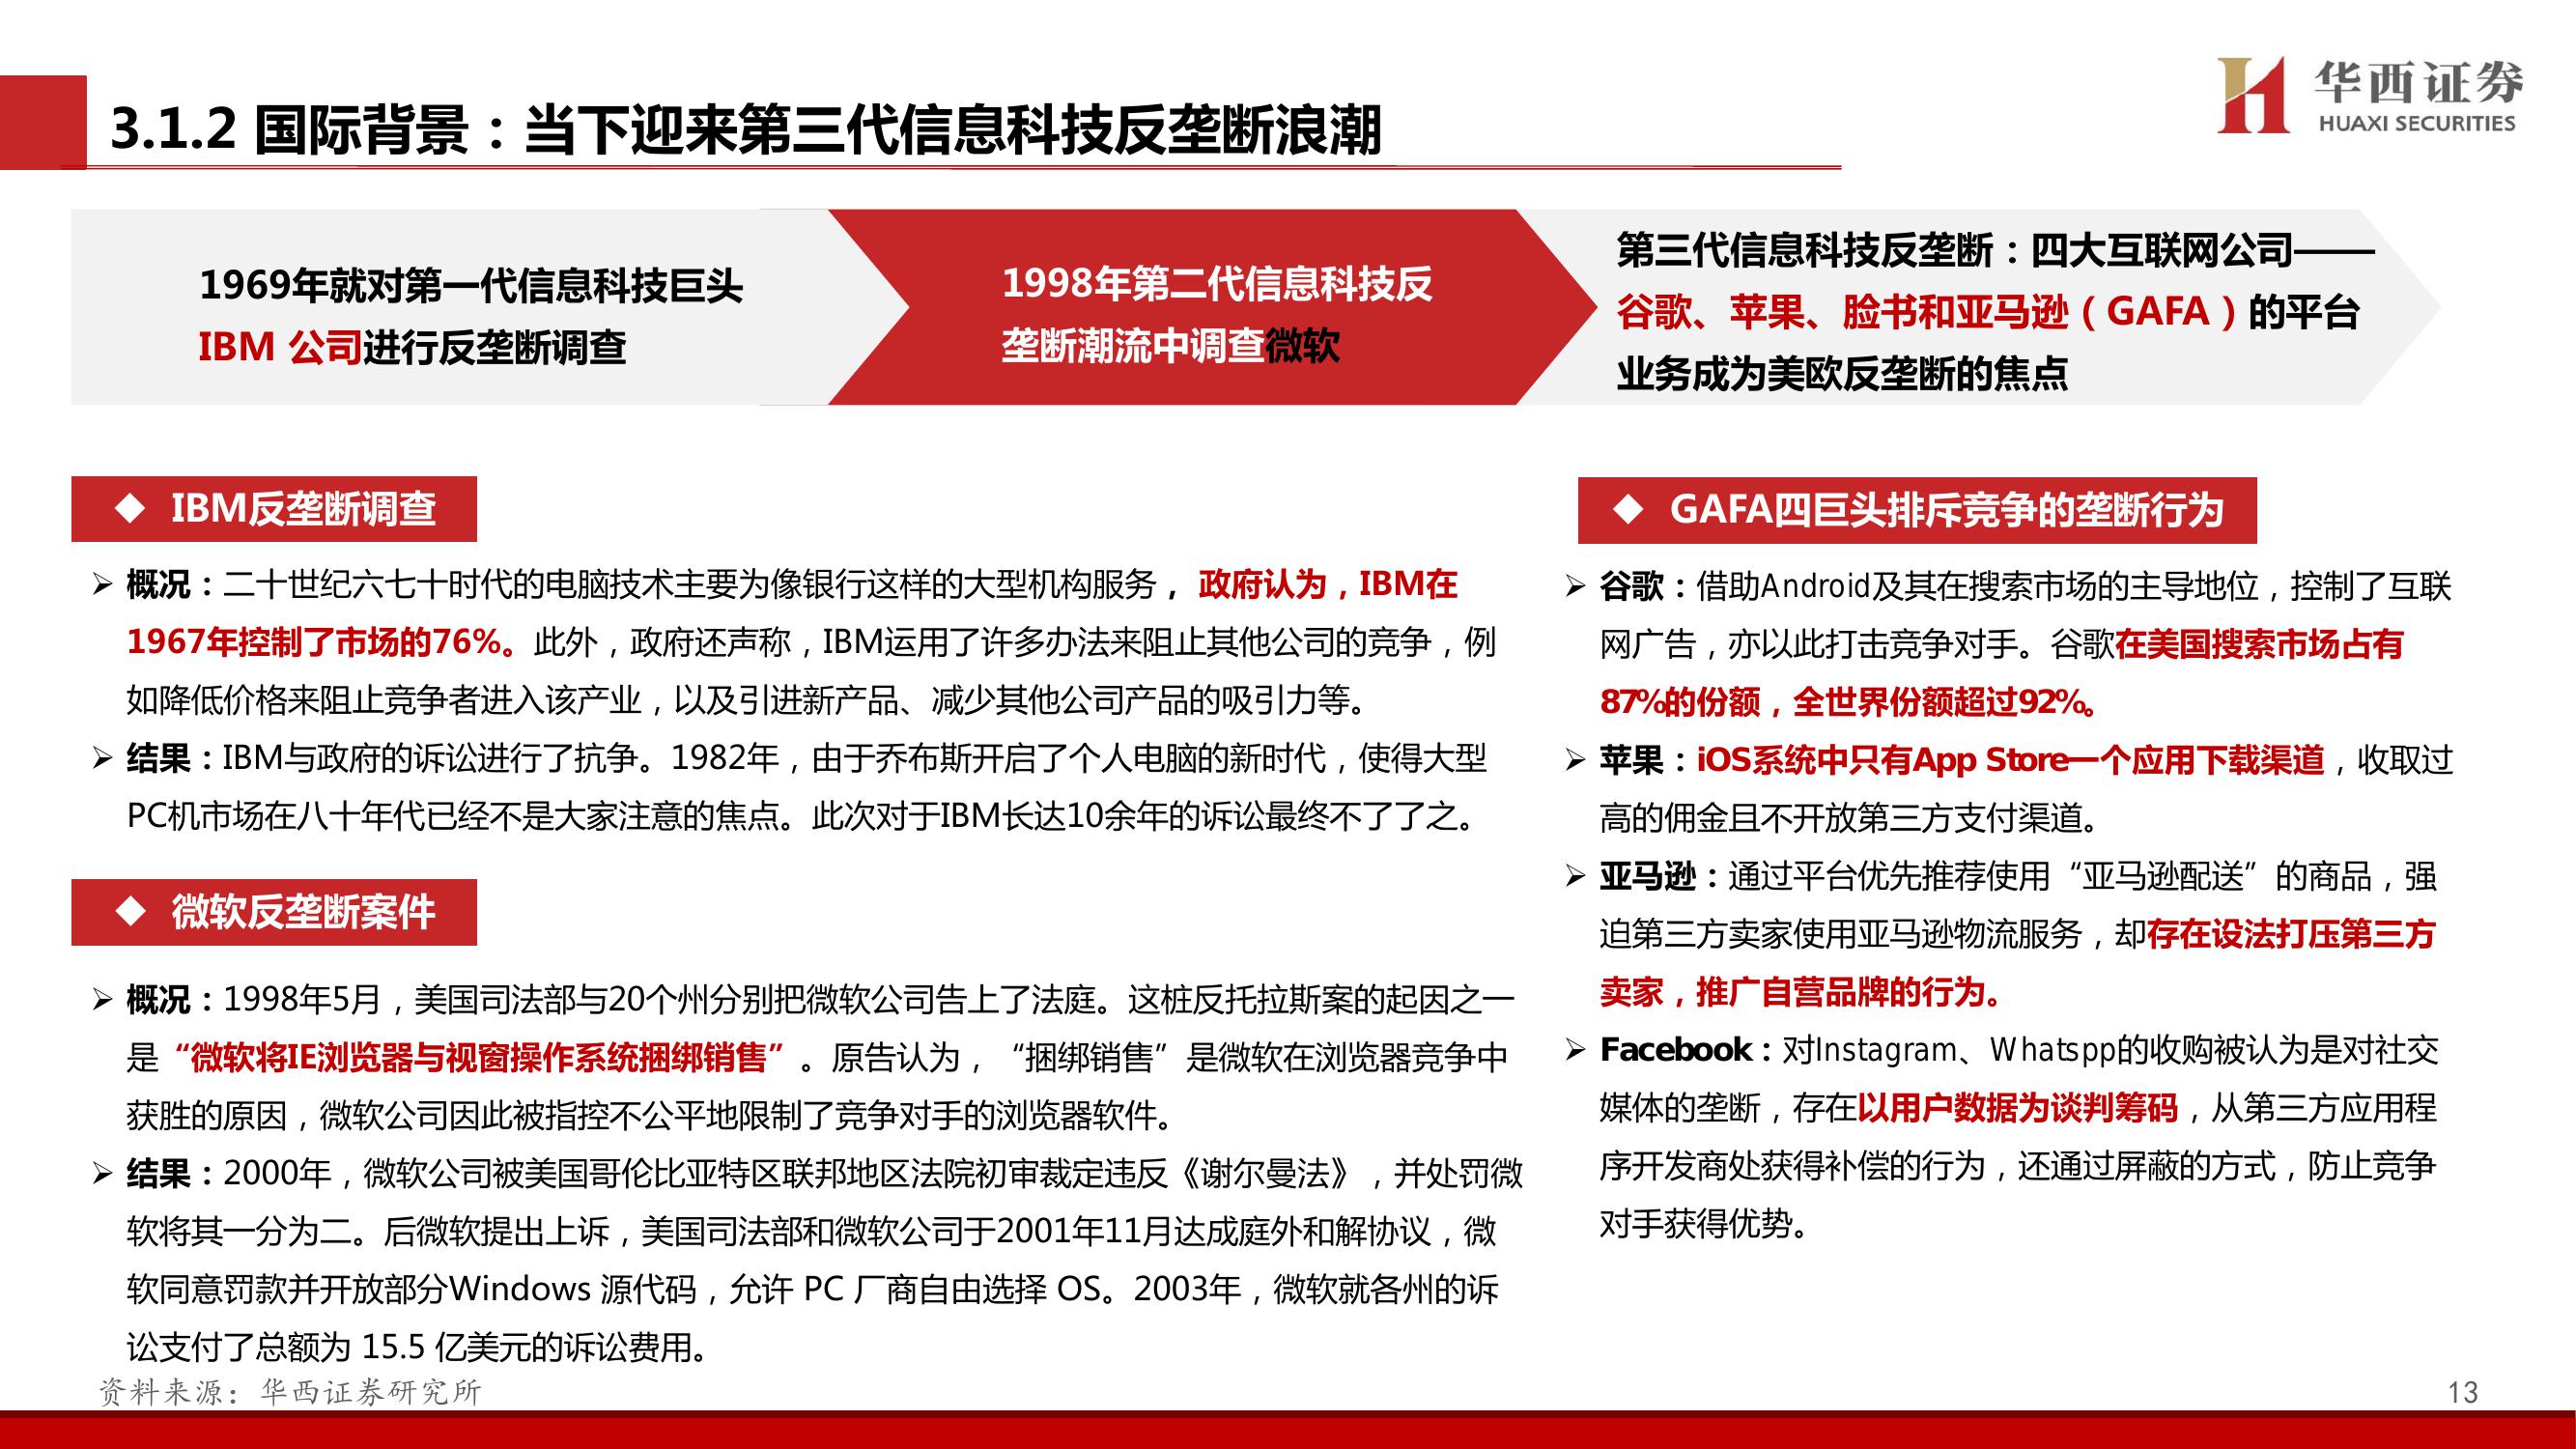 3.1.2 国际背景：当下迎来第三代信息科技反垄断浪潮
华西证券
HUAXI SECURITIES
1969年就对第一代信息科技巨头
IBM 公司进行反垄断调查
1998年第二代信息科技反
垄断潮流中调查微软
第三代信息科技反垄断：四大互联网公司——
谷歌、苹果、脸书和亚马逊（GAFA）的平台
业务成为美欧反垄断的焦点
◆ IBM反垄断调查
➢ 概况：二十世纪六七十时代的电脑技术主要为像银行这样的大型机构服务，政府认为，IBM在
1967年控制了市场的76%。此外，政府还声称，IBM运用了许多办法来阻止其他公司的竞争，例
如降低价格来阻止竞争者进入该产业，以及引进新产品、减少其他公司产品的吸引力等。
➢ 结果：IBM与政府的诉讼进行了抗争。1982年，由于乔布斯开启了个人电脑的新时代，使得大型
PC机市场在八十年代已经不是大家注意的焦点。此次对于IBM长达10余年的诉讼最终不了了之。
◆ 微软反垄断案件
➢ 概况：1998年5月，美国司法部与20个州分别把微软公司告上了法庭。这桩反托拉斯案的起因之一
是“微软将IE浏览器与视窗操作系统捆绑销售”。原告认为，“捆绑销售”是微软在浏览器竞争中
获胜的原因，微软公司因此被指控不公平地限制了竞争对手的浏览器软件。
➢ 结果：2000年，微软公司被美国哥伦比亚特区联邦地区法院初审裁定违反《谢尔曼法》，并处罚微
软将其一分为二。后微软提出上诉，美国司法部和微软公司于2001年11月达成庭外和解协议，微
软同意罚款并开放部分Windows 源代码，允许 PC 厂商自由选择 OS。2003年，微软就各州的诉
讼支付了总额为 15.5 亿美元的诉讼费用。
◆ GAFA四巨头排斥竞争的垄断行为
➢ 谷歌：借助Android及其在搜索市场的主导地位，控制了互联
网广告，亦以此打击竞争对手。谷歌在美国搜索市场占有
87%的份额，全世界份额超过92%。
➢ 苹果：iOS系统中只有App Store一个应用下载渠道，收取过
高的佣金且不开放第三方支付渠道。
➢ 亚马逊：通过平台优先推荐使用“亚马逊配送”的商品，强
迫第三方卖家使用亚马逊物流服务，却存在设法打压第三方
卖家，推广自营品牌的行为。
➢ Facebook：对Instagram、Whatspp的收购被认为是对社交
媒体的垄断，存在以用户数据为谈判筹码，从第三方应用程
序开发商处获得补偿的行为，还通过屏蔽的方式，防止竞争
对手获得优势。
资料来源：华西证券研究所
13